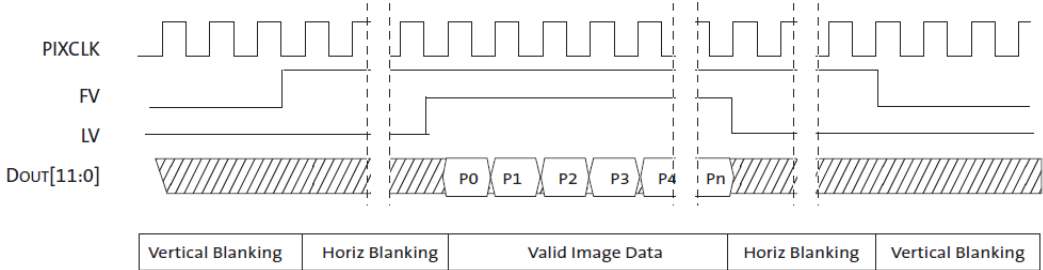 PIXCLK
FV
LV
DOUT[11:0]
P0 P1 P2 P3 P4 Pn
Vertical Blanking Horiz Blanking Valid Image Data Horiz Blanking Vertical Blanking